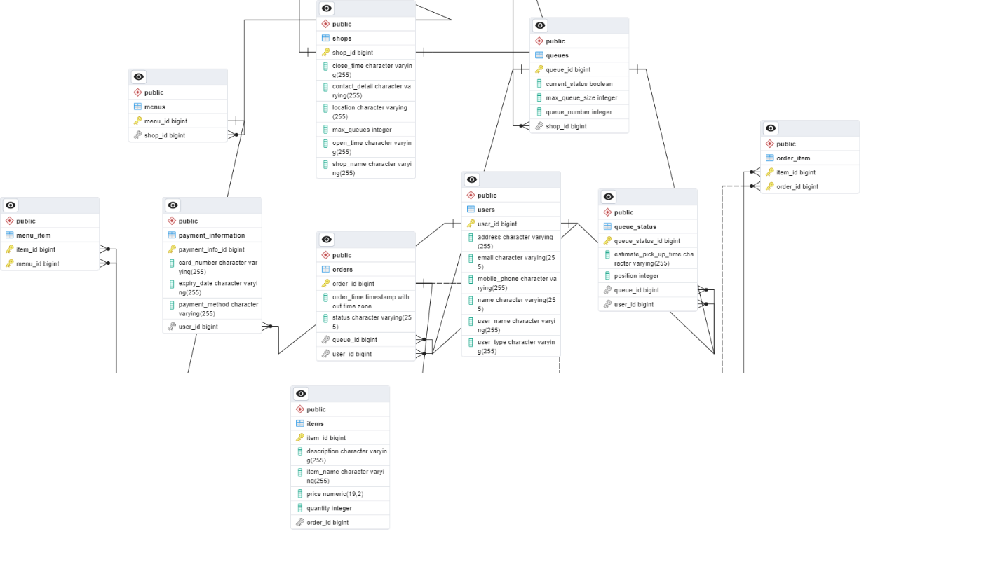 public
shops
shop_id bigint
close_time character varyin
g(255)
contact_detail character va
rying(255)
location character varying
(255)
max_queues integer
open_time character varyin
g(255)
shop_name character varyi
ng(255)
public
queues
queue_id bigint
current_status boolean
max_queue_size integer
queue_number integer
shop_id bigint
public
menus
menu_id bigint
shop_id bigint
public
order_item
item_id bigint
order_id bigint
public
menu_item
item_id bigint
menu_id bigint
public
payment_information
payment_info_id bigint
card_number character var
ying(255)
expiry_date character varyi
ng(255)
payment_method character
varying(255)
user_id bigint
public
orders
order_id bigint
order_time timestamp with
out time zone
status character varying(25
5)
queue_id bigint
user_id bigint
public
users
user_id bigint
address character varying
(255)
email character varying(25
5)
mobile_phone character va
rying(255)
name character varying(25
5)
user_name character varyi
ng(255)
user_type character varyin
g(255)
public
queue_status
queue_status_id bigint
estimate_pick_up_time cha
racter varying(255)
position integer
queue_id bigint
user_id bigint
public
items
item_id bigint
description character varyin
g(255)
item_name character varyi
ng(255)
price numeric(19,2)
quantity integer
order_id bigint